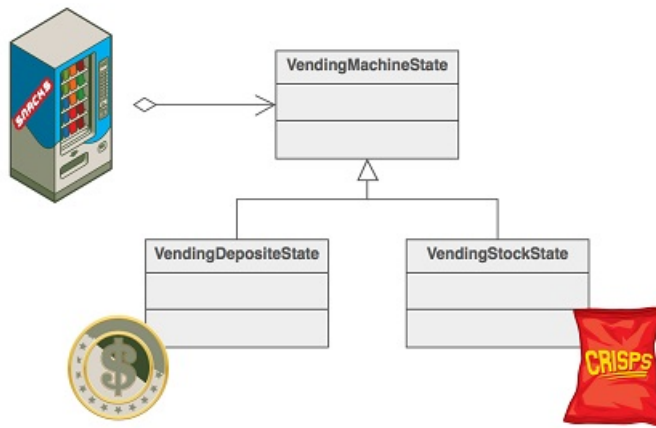 VendingMachineState
SNACKS
VendingDepositeState
VendingStockState
$
CRISPS